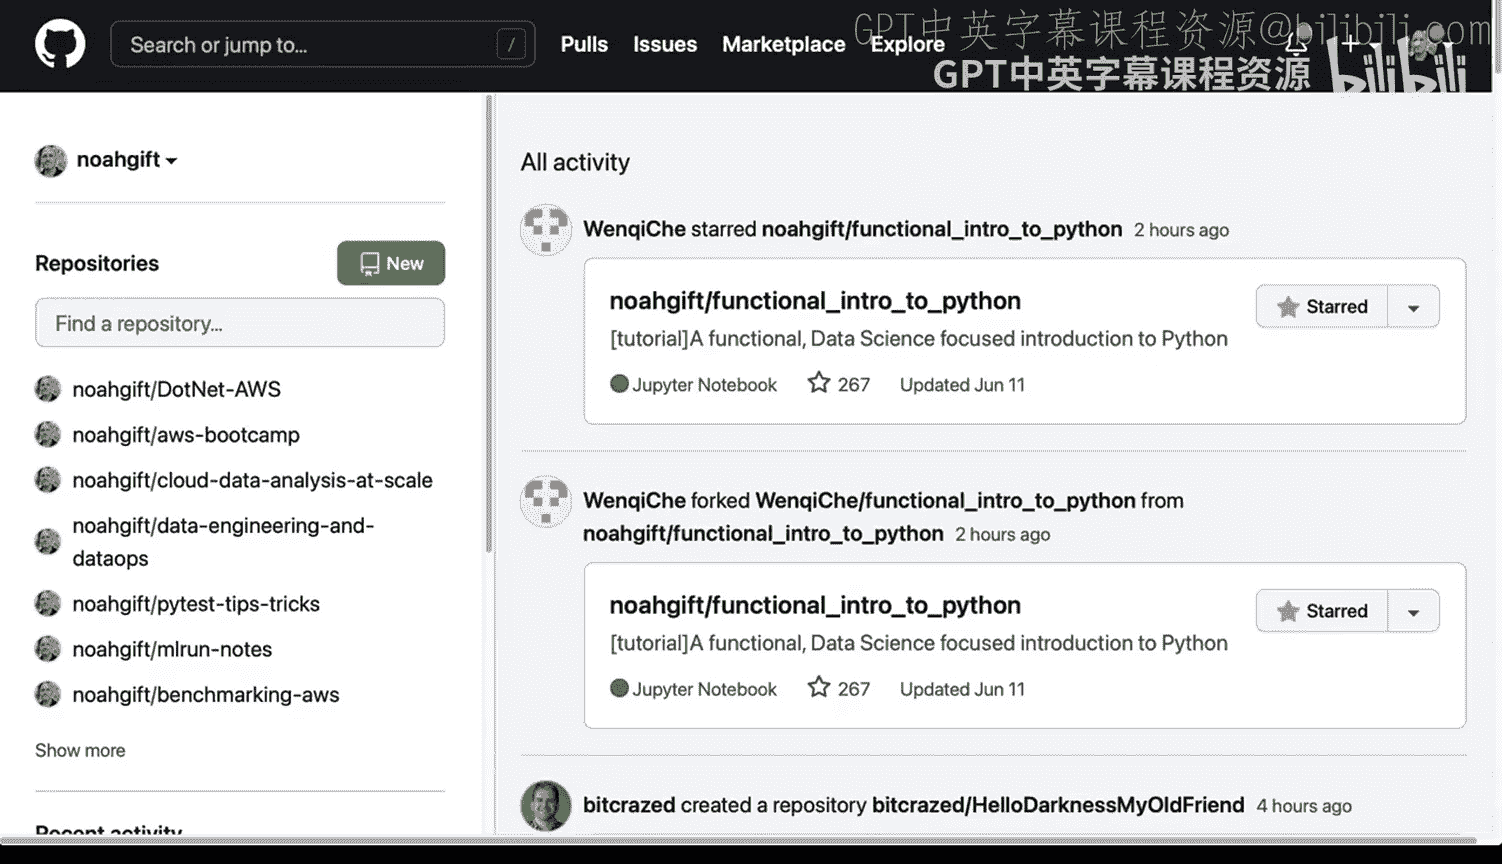 GPT中英字幕课程资源@bilibili.com
GPT中英字幕课程资源 bilibili
Search or jump to...
/
Pulls
Issues
Marketplace
Explore
noahgift
Repositories
New
Find a repository...
noahgift/DotNet-AWS
noahgift/aws-bootcamp
noahgift/cloud-data-analysis-at-scale
noahgift/data-engineering-and-
dataops
noahgift/pytest-tips-tricks
noahgift/mlrun-notes
noahgift/benchmarking-aws
Show more
Recent activity
All activity
WenqiChe starred noahgift/functional_intro_to_python 2 hours ago
noahgift/functional_intro_to_python
Starred
[tutorial]A functional, Data Science focused introduction to Python
Jupyter Notebook 267 Updated Jun 11
WenqiChe forked WenqiChe/functional_intro_to_python from
noahgift/functional_intro_to_python 2 hours ago
noahgift/functional_intro_to_python
Starred
[tutorial]A functional, Data Science focused introduction to Python
Jupyter Notebook 267 Updated Jun 11
bitcrazed created a repository bitcrazed/HelloDarknessMyOldFriend 4 hours ago